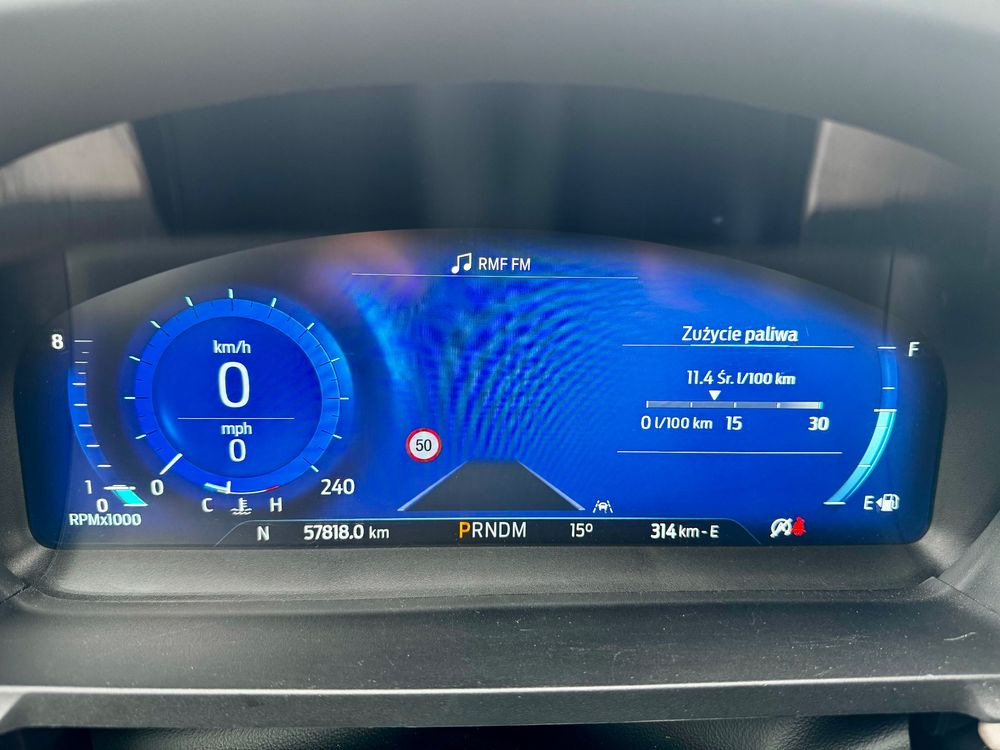 RMF FM
8
1
0
RPMx1000
km/h
0
mph
0
0
240
C
H
50
Zużycie paliwa
11.4 Śr. l/100 km
0 l/100 km 15 30
F
E
N 57818.0 km PRNDM 15° 314 km - E